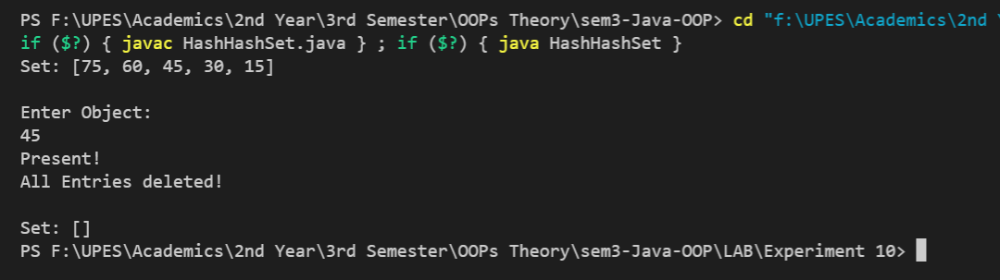 PS F:\UPES\Academics\2nd Year\3rd Semester\OOPs Theory\sem3-Java-OOP> cd "f:\UPES\Academics\2nd
if ($?) { javac HashHashSet.java } ; if ($?) { java HashHashSet }
Set: [75, 60, 45, 30, 15]
Enter Object:
45
Present!
All Entries deleted!
Set: []
PS F:\UPES\Academics\2nd Year\3rd Semester\OOPs Theory\sem3-Java-OOP\LAB\Experiment 10>